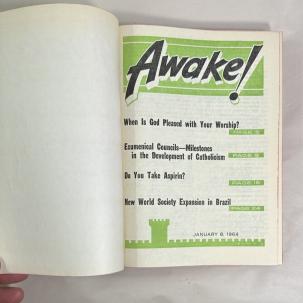 Awake!
When Is God Pleased with Your Worship?
PAGE 5
Ecumenical Councils—Milestones
in the Development of Catholicism
PAGE 9
Do You Take Aspirin?
PAGE 16
New World Society Expansion in Brazil
PAGE 24
JANUARY 8, 1964